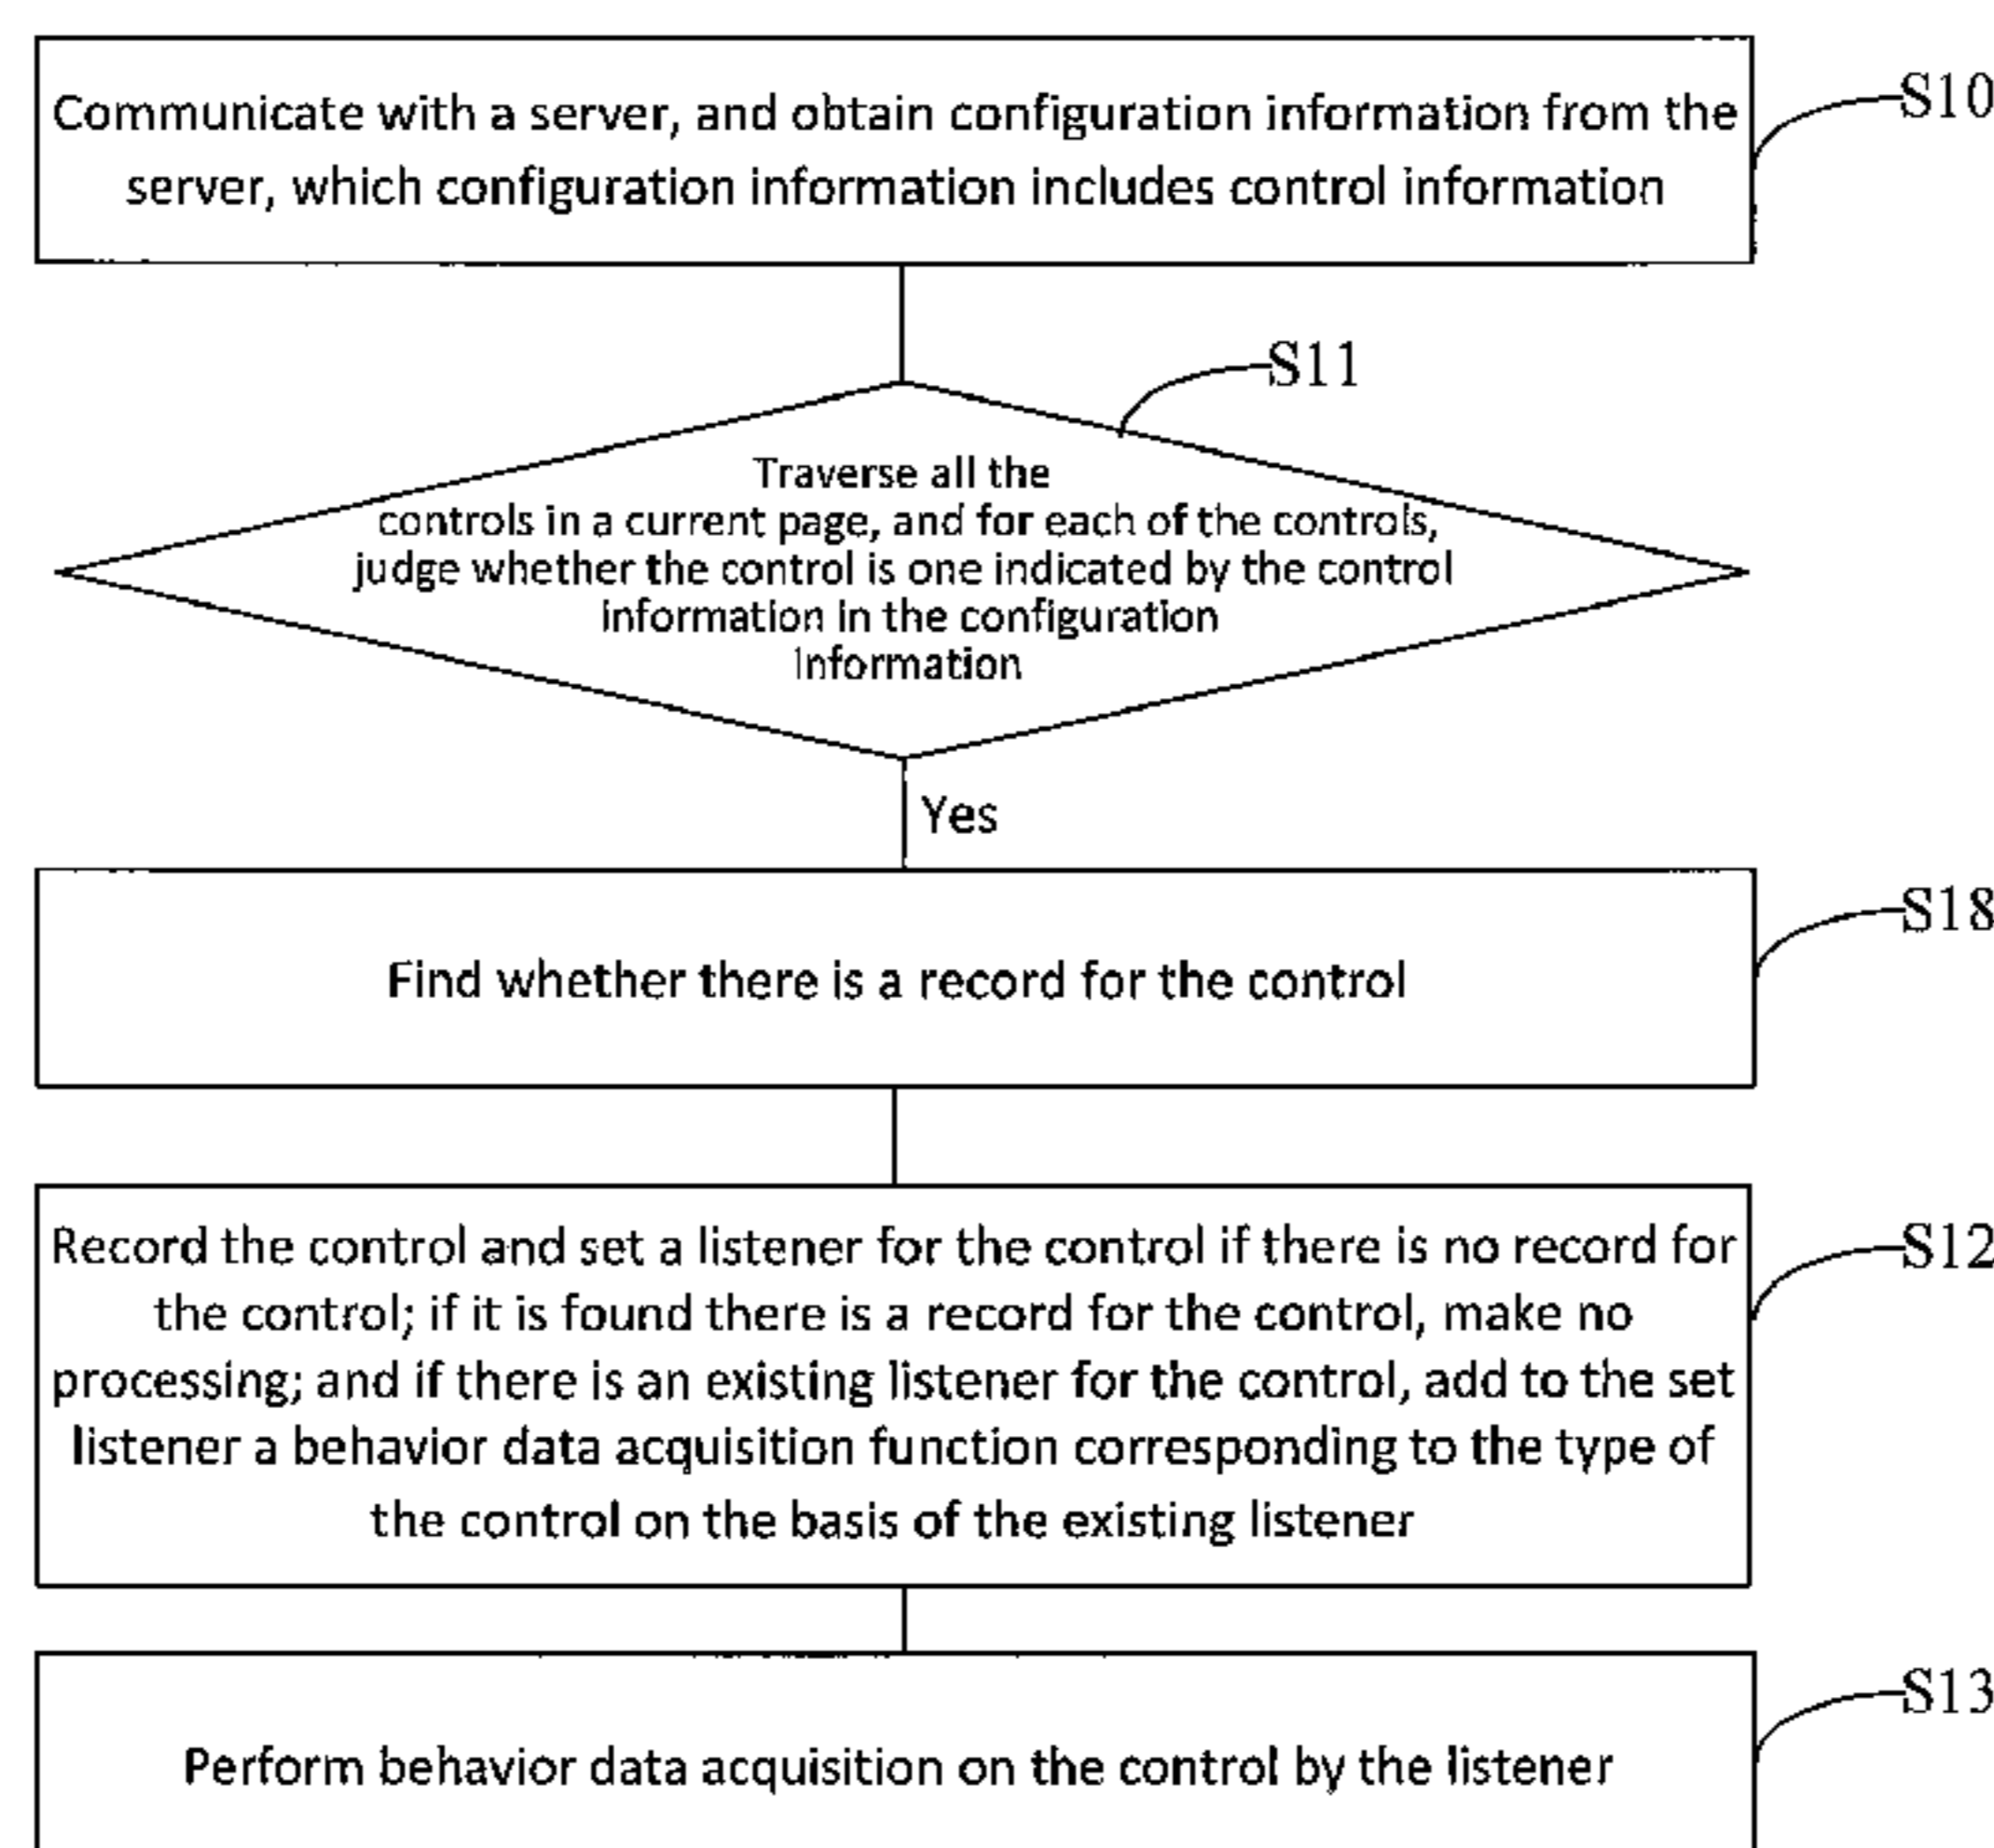 Communicate with a server, and obtain configuration information from the
server, which configuration information includes control information
S10
S11
Traverse all the
controls in a current page, and for each of the controls,
judge whether the control is one indicated by the control
information in the configuration
Information
Yes
Find whether there is a record for the control
S18
Record the control and set a listener for the control if there is no record for
the control; if it is found there is a record for the control, make no
processing; and if there is an existing listener for the control, add to the set
listener a behavior data acquisition function corresponding to the type of
the control on the basis of the existing listener
S12
Perform behavior data acquisition on the control by the listener
S13